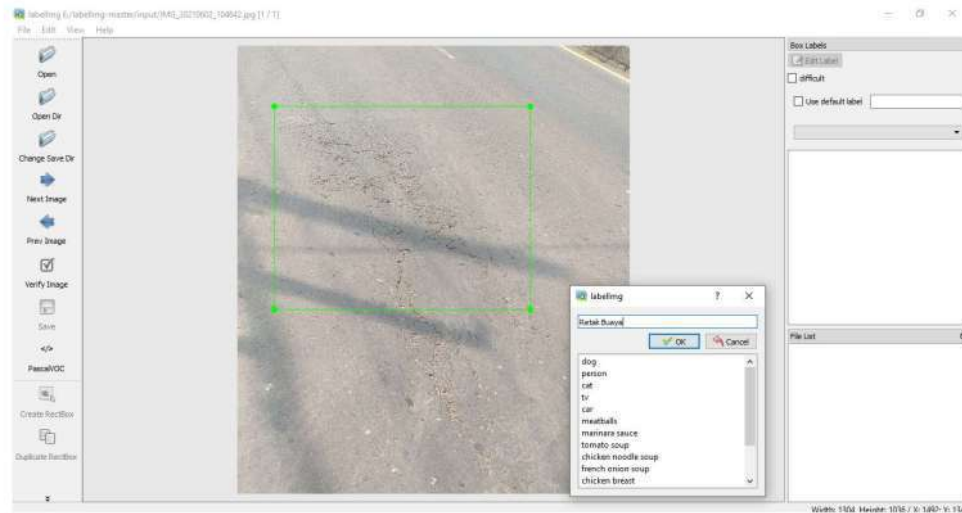 labelImg E:/labelImg-master/input/IMG_20210602_104642.jpg [1 / 1]
File Edit View Help
Open
Open Dir
Change Save Dir
Next Image
Prev Image
Verify Image
Save
</>
PascalVOC
Create RectBox
Duplicate RectBox
Box Labels
Edit Label
difficult
Use default label
labelImg
?
Retak Buaya
OK
Cancel
dog
person
cat
tv
car
meatballs
marinara sauce
tomato soup
chicken noodle soup
french onion soup
chicken breast
File List
Width: 1304, Height: 1036 / X: 1492; Y: 134